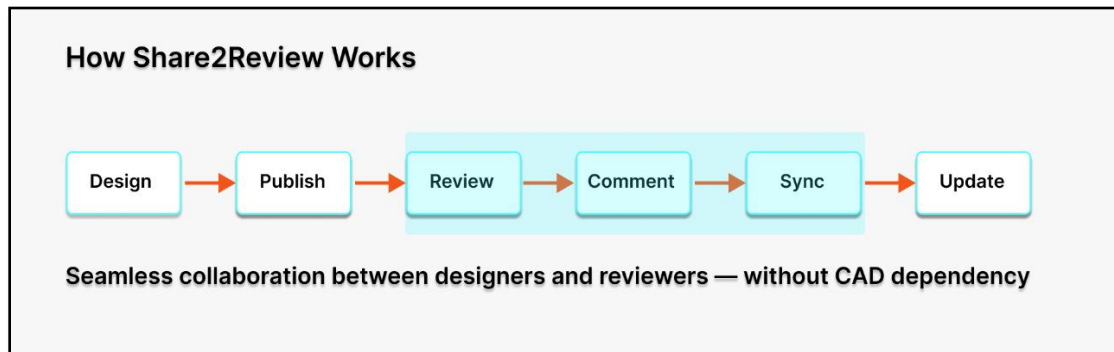 How Share2Review Works
Design
Publish
Review
Comment
Sync
Update
Seamless collaboration between designers and reviewers — without CAD dependency